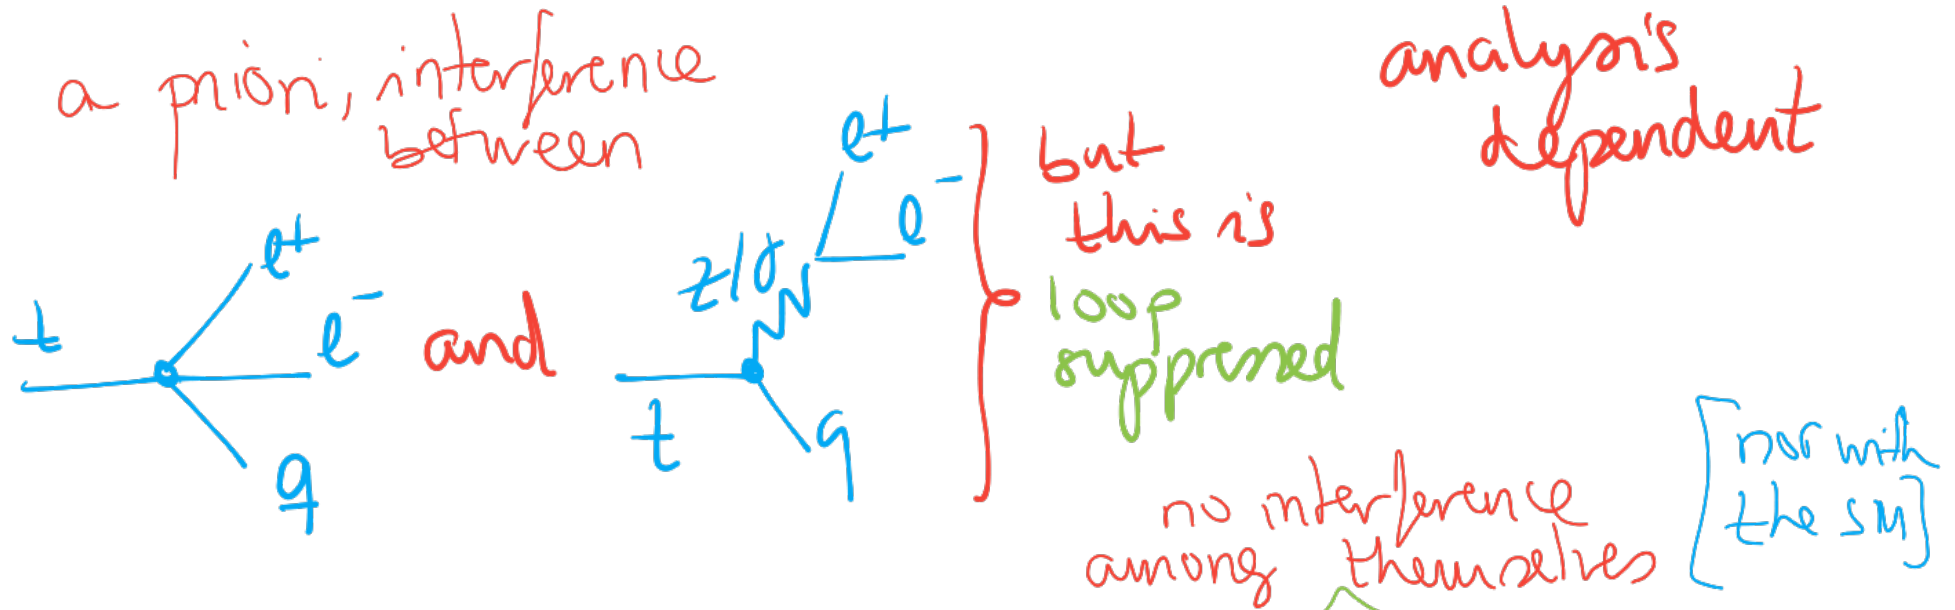 a priori, interference
between
t
e+
e-
q
and
z/γ
e+
e-
t
q
but
this is
loop
suppressed
analysis
dependent
no interference
among themselves
[nor with
the SM]